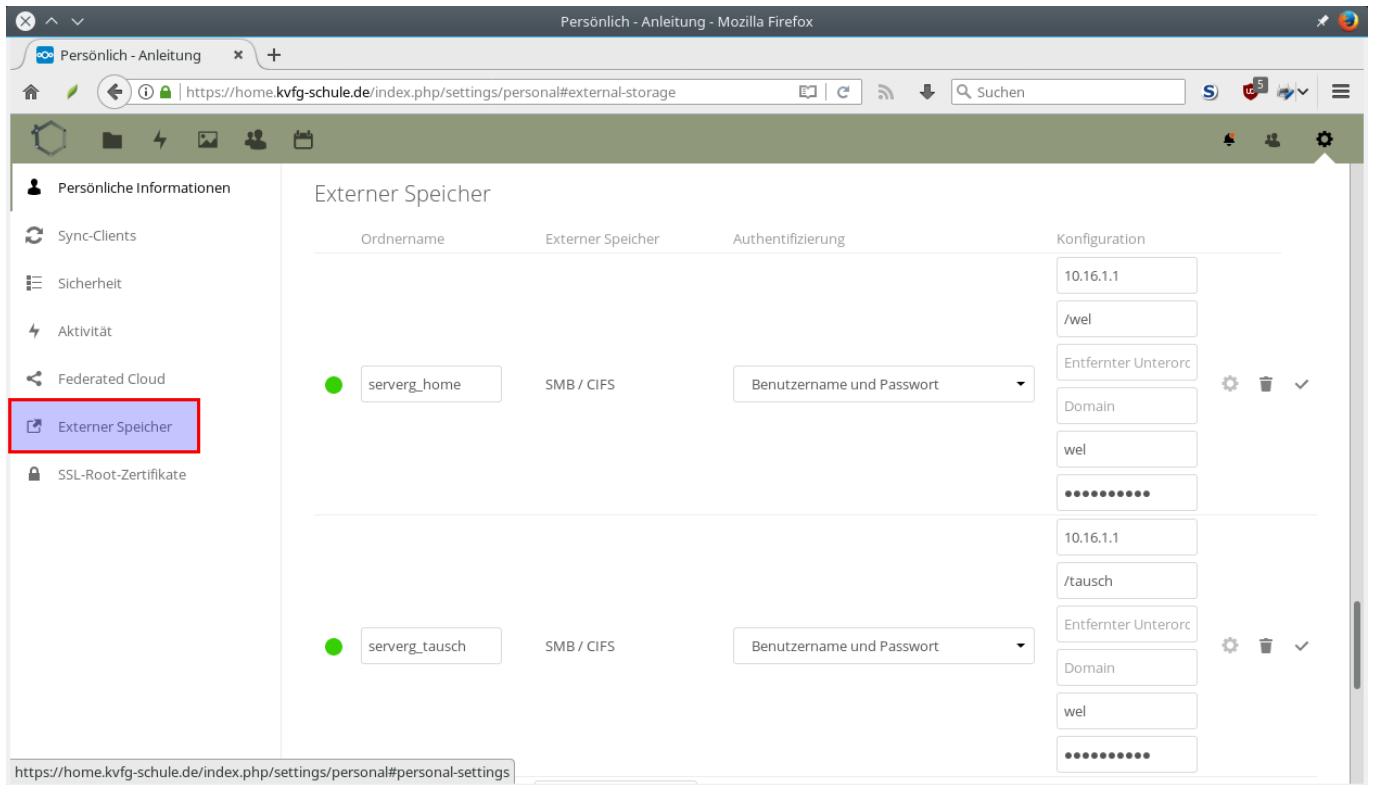 Persönlich - Anleitung - Mozilla Firefox
Persönlich - Anleitung
https://home.kvfg-schule.de/index.php/settings/personal#external-storage
Suchen
S
5
Persönliche Informationen
Sync-Clients
Sicherheit
Aktivität
Federated Cloud
Externer Speicher
SSL-Root-Zertifikate
Externer Speicher
Ordnername Externer Speicher Authentifizierung Konfiguration
10.16.1.1
/wel
Entfernter Unterorc
serverg_home SMB / CIFS Benutzername und Passwort
Domain
wel
●●●●●●●●●●
10.16.1.1
/tausch
Entfernter Unterorc
serverg_tausch SMB / CIFS Benutzername und Passwort
Domain
wel
●●●●●●●●●●
https://home.kvfg-schule.de/index.php/settings/personal#personal-settings